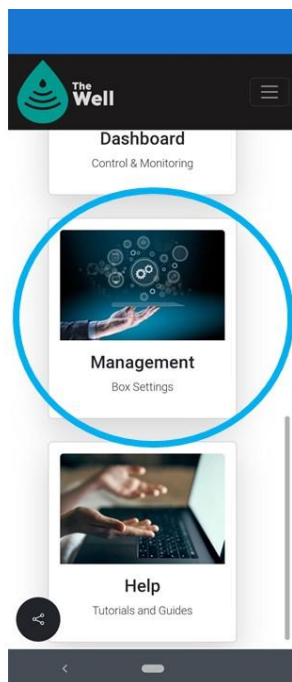 The
Well
Dashboard
Control & Monitoring
Management
Box Settings
Help
Tutorials and Guides